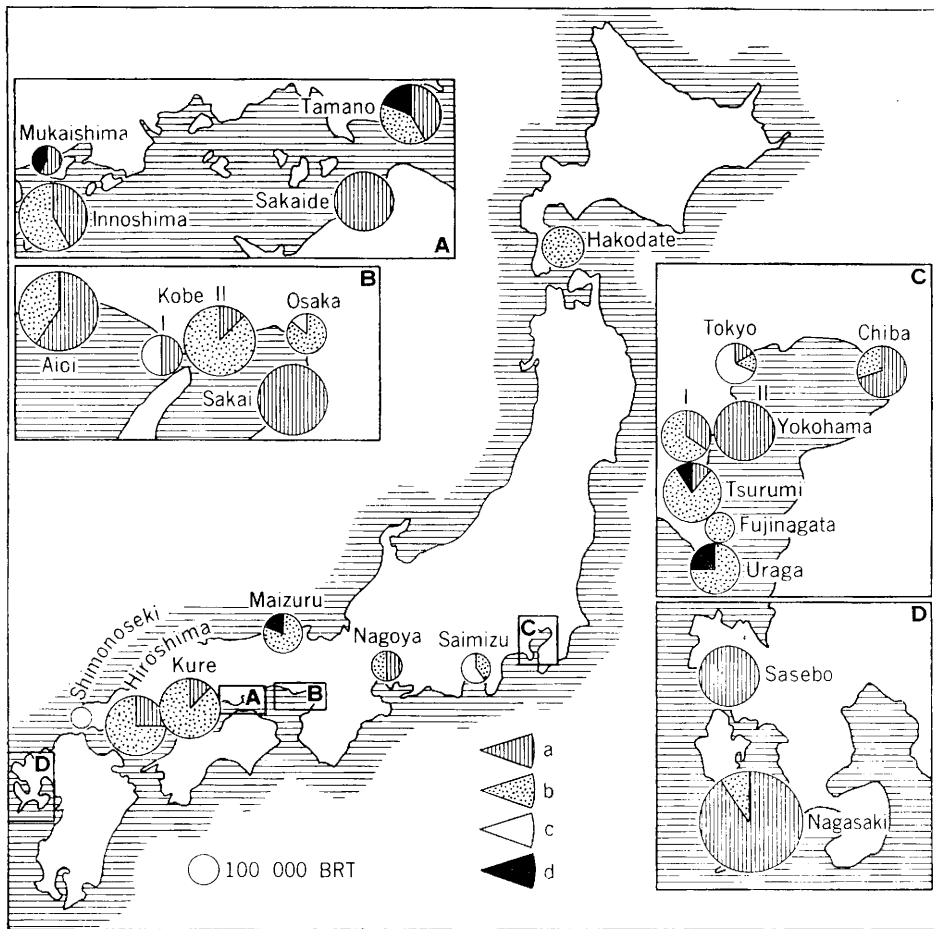 Tamano
Mukaishima
Innoshima
Sakaide
A
B
Kobe II
I
Osaka
Aioi
Sakai
Hakodate
C
Tokyo
Chiba
I
II
Yokohama
Tsurumi
Fujinagata
Uraga
Maizuru
Nagoya
Saimizu
C
Shimonoseki
Hiroshima
Kure
A
B
D
D
Sasebo
Nagasaki
a
b
c
d
100 000 BRT